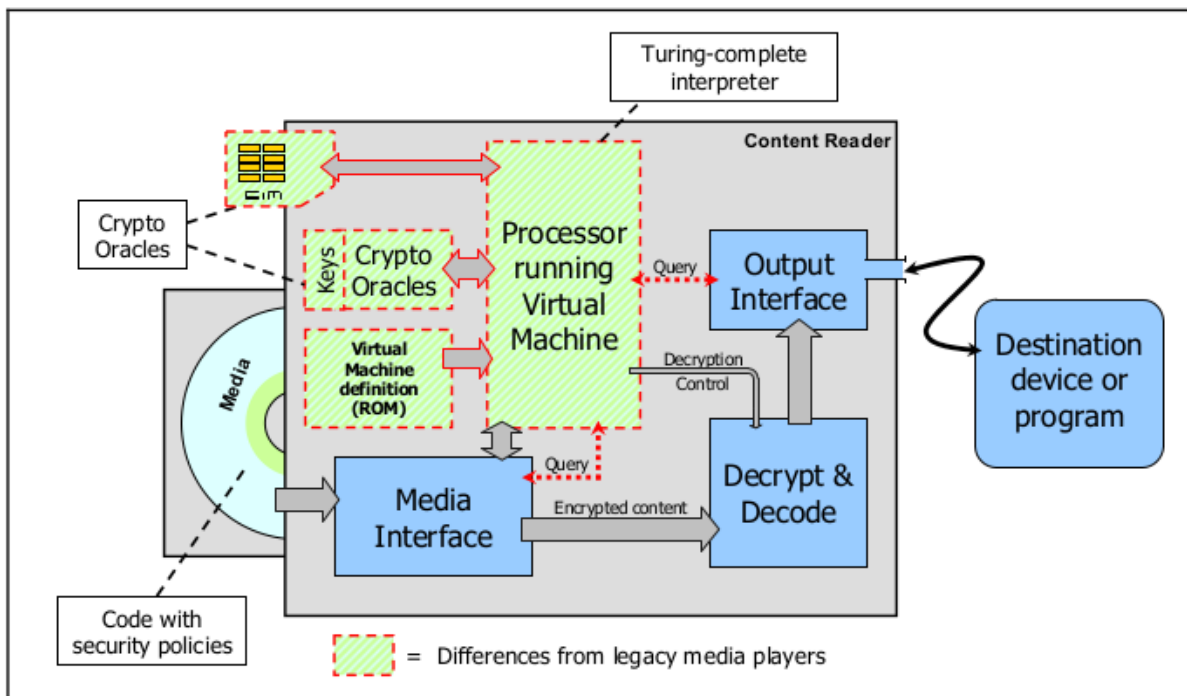 Turing-complete
interpreter
Content Reader
Crypto
Oracles
Keys
Crypto
Oracles
Processor
running
Virtual
Machine
Query
Output
Interface
Virtual
Machine
definition
(ROM)
Decryption
Control
Destination
device or
program
Media
Query
Media
Interface
Encrypted content
Decrypt &
Decode
Code with
security policies
= Differences from legacy media players